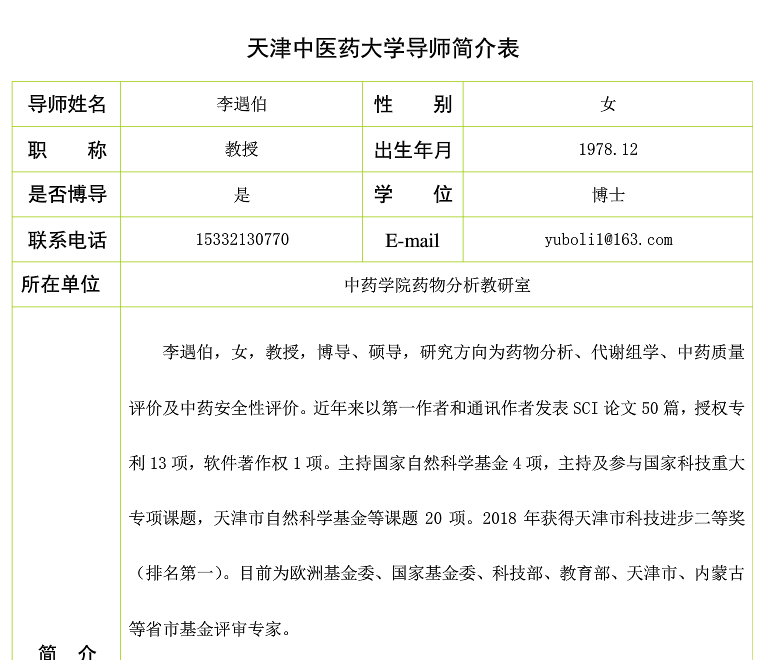 天津中医药大学导师简介表
导师姓名 李遇伯 性 别 女
职 称 教授 出生年月 1978.12
是否博导 是 学 位 博士
联系电话 15332130770 E-mail yuboli1@163.com
所在单位 中药学院药物分析教研室
李遇伯，女，教授，博导、硕导，研究方向为药物分析、代谢组学、中药质量
评价及中药安全性评价。近年来以第一作者和通讯作者发表 SCI 论文 50 篇，授权专
利 13 项，软件著作权 1 项。主持国家自然科学基金 4 项，主持及参与国家科技重大
专项课题，天津市自然科学基金等课题 20 项。2018 年获得天津市科技进步二等奖
（排名第一）。目前为欧洲基金委、国家基金委、科技部、教育部、天津市、内蒙古
等省市基金评审专家。
简 介